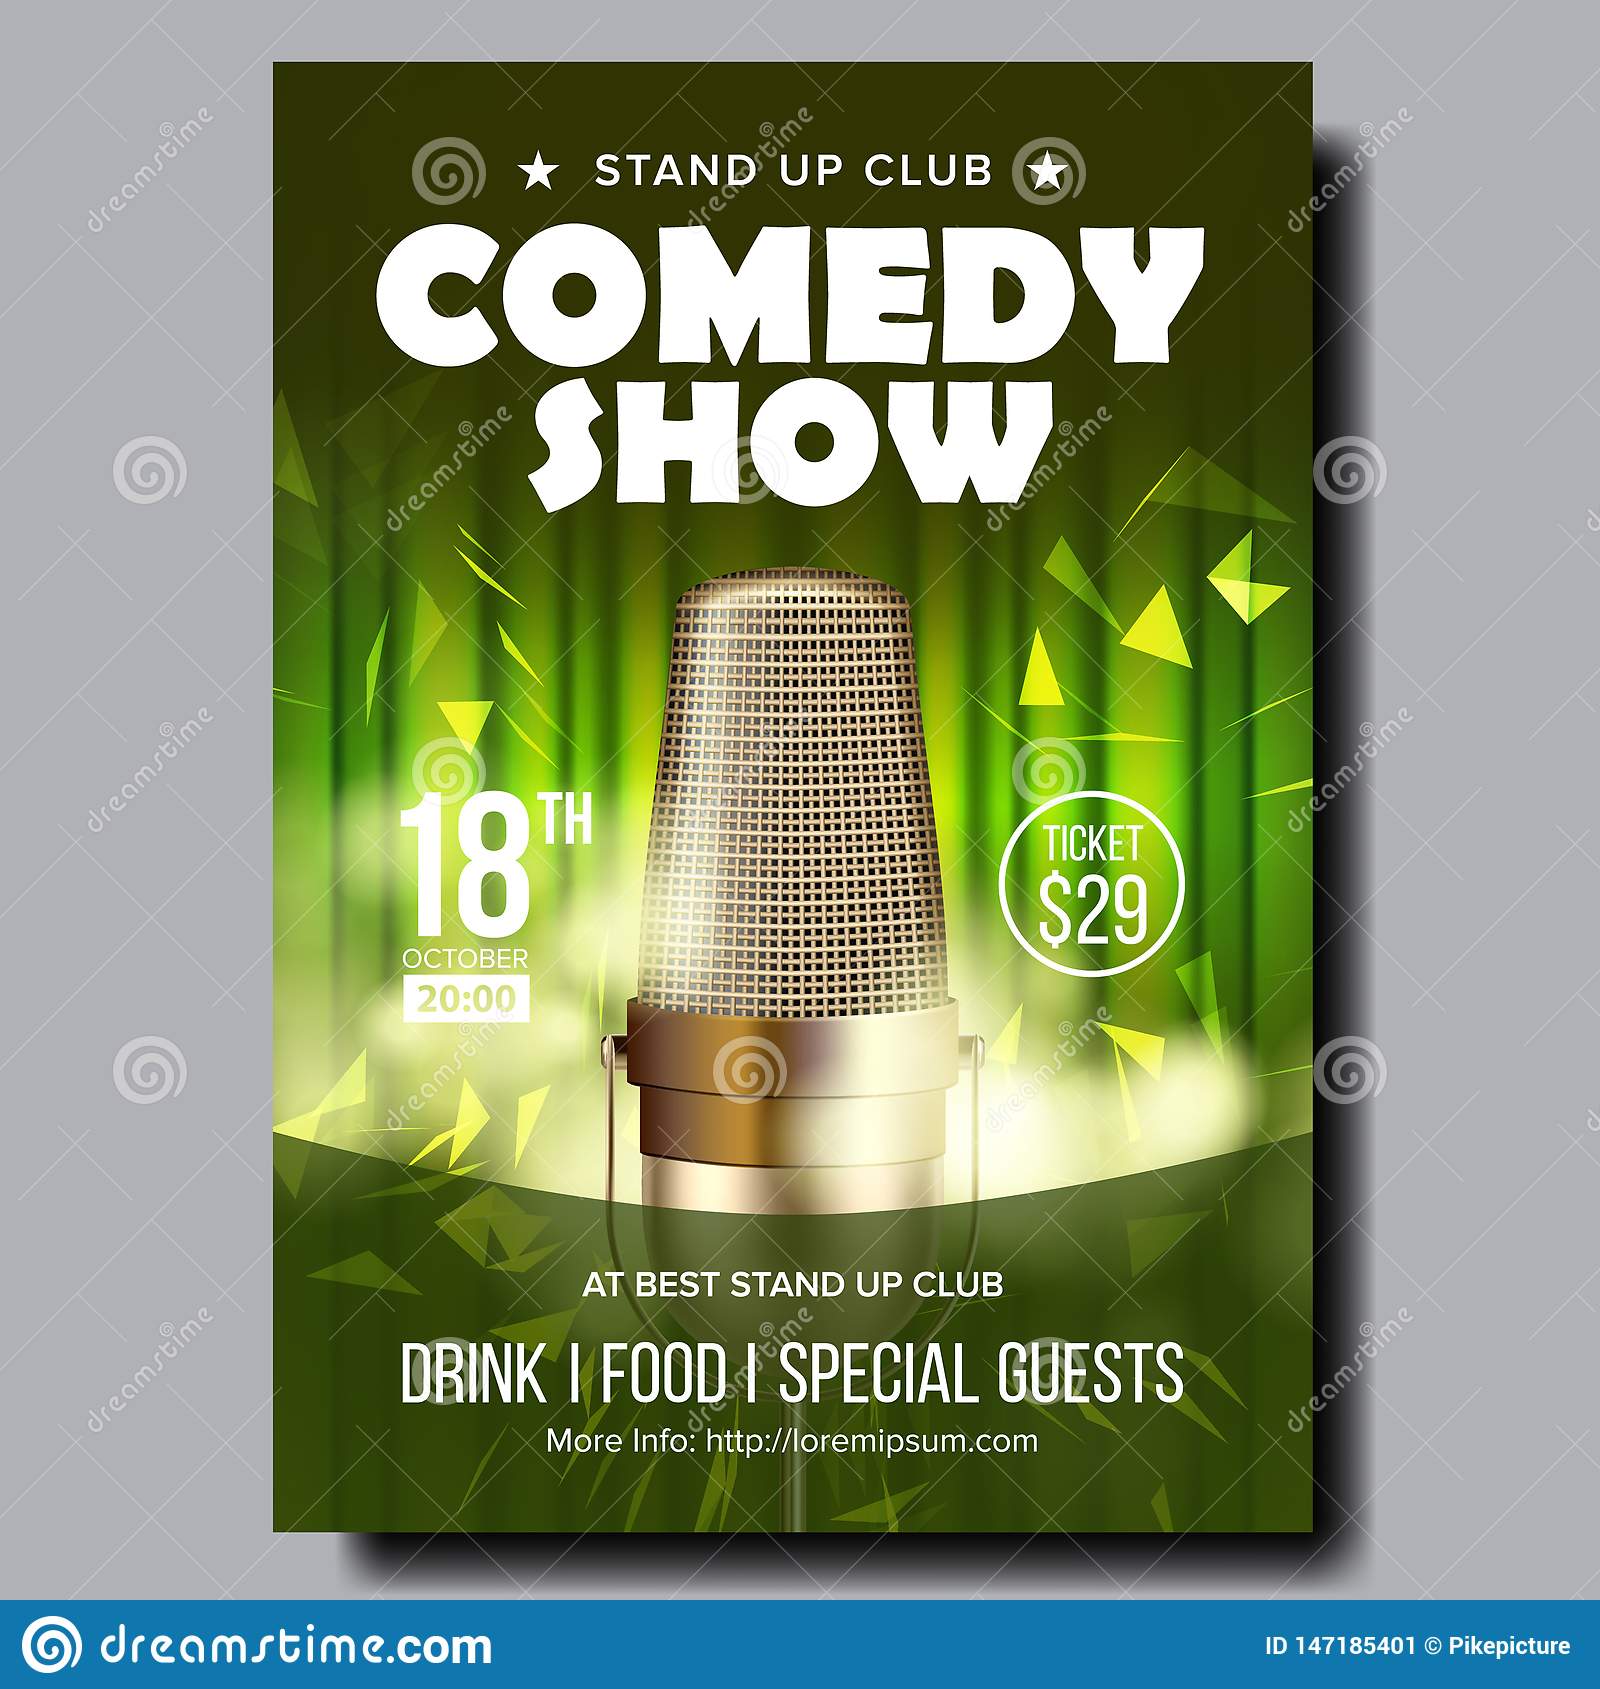 STAND UP CLUB
COMEDY
SHOW
18TH
OCTOBER
20:00
TICKET
$29
AT BEST STAND UP CLUB
DRINK | FOOD | SPECIAL GUESTS
More Info: http://loremipsum.com
dreamstime.com
ID 147185401 © Pikepicture